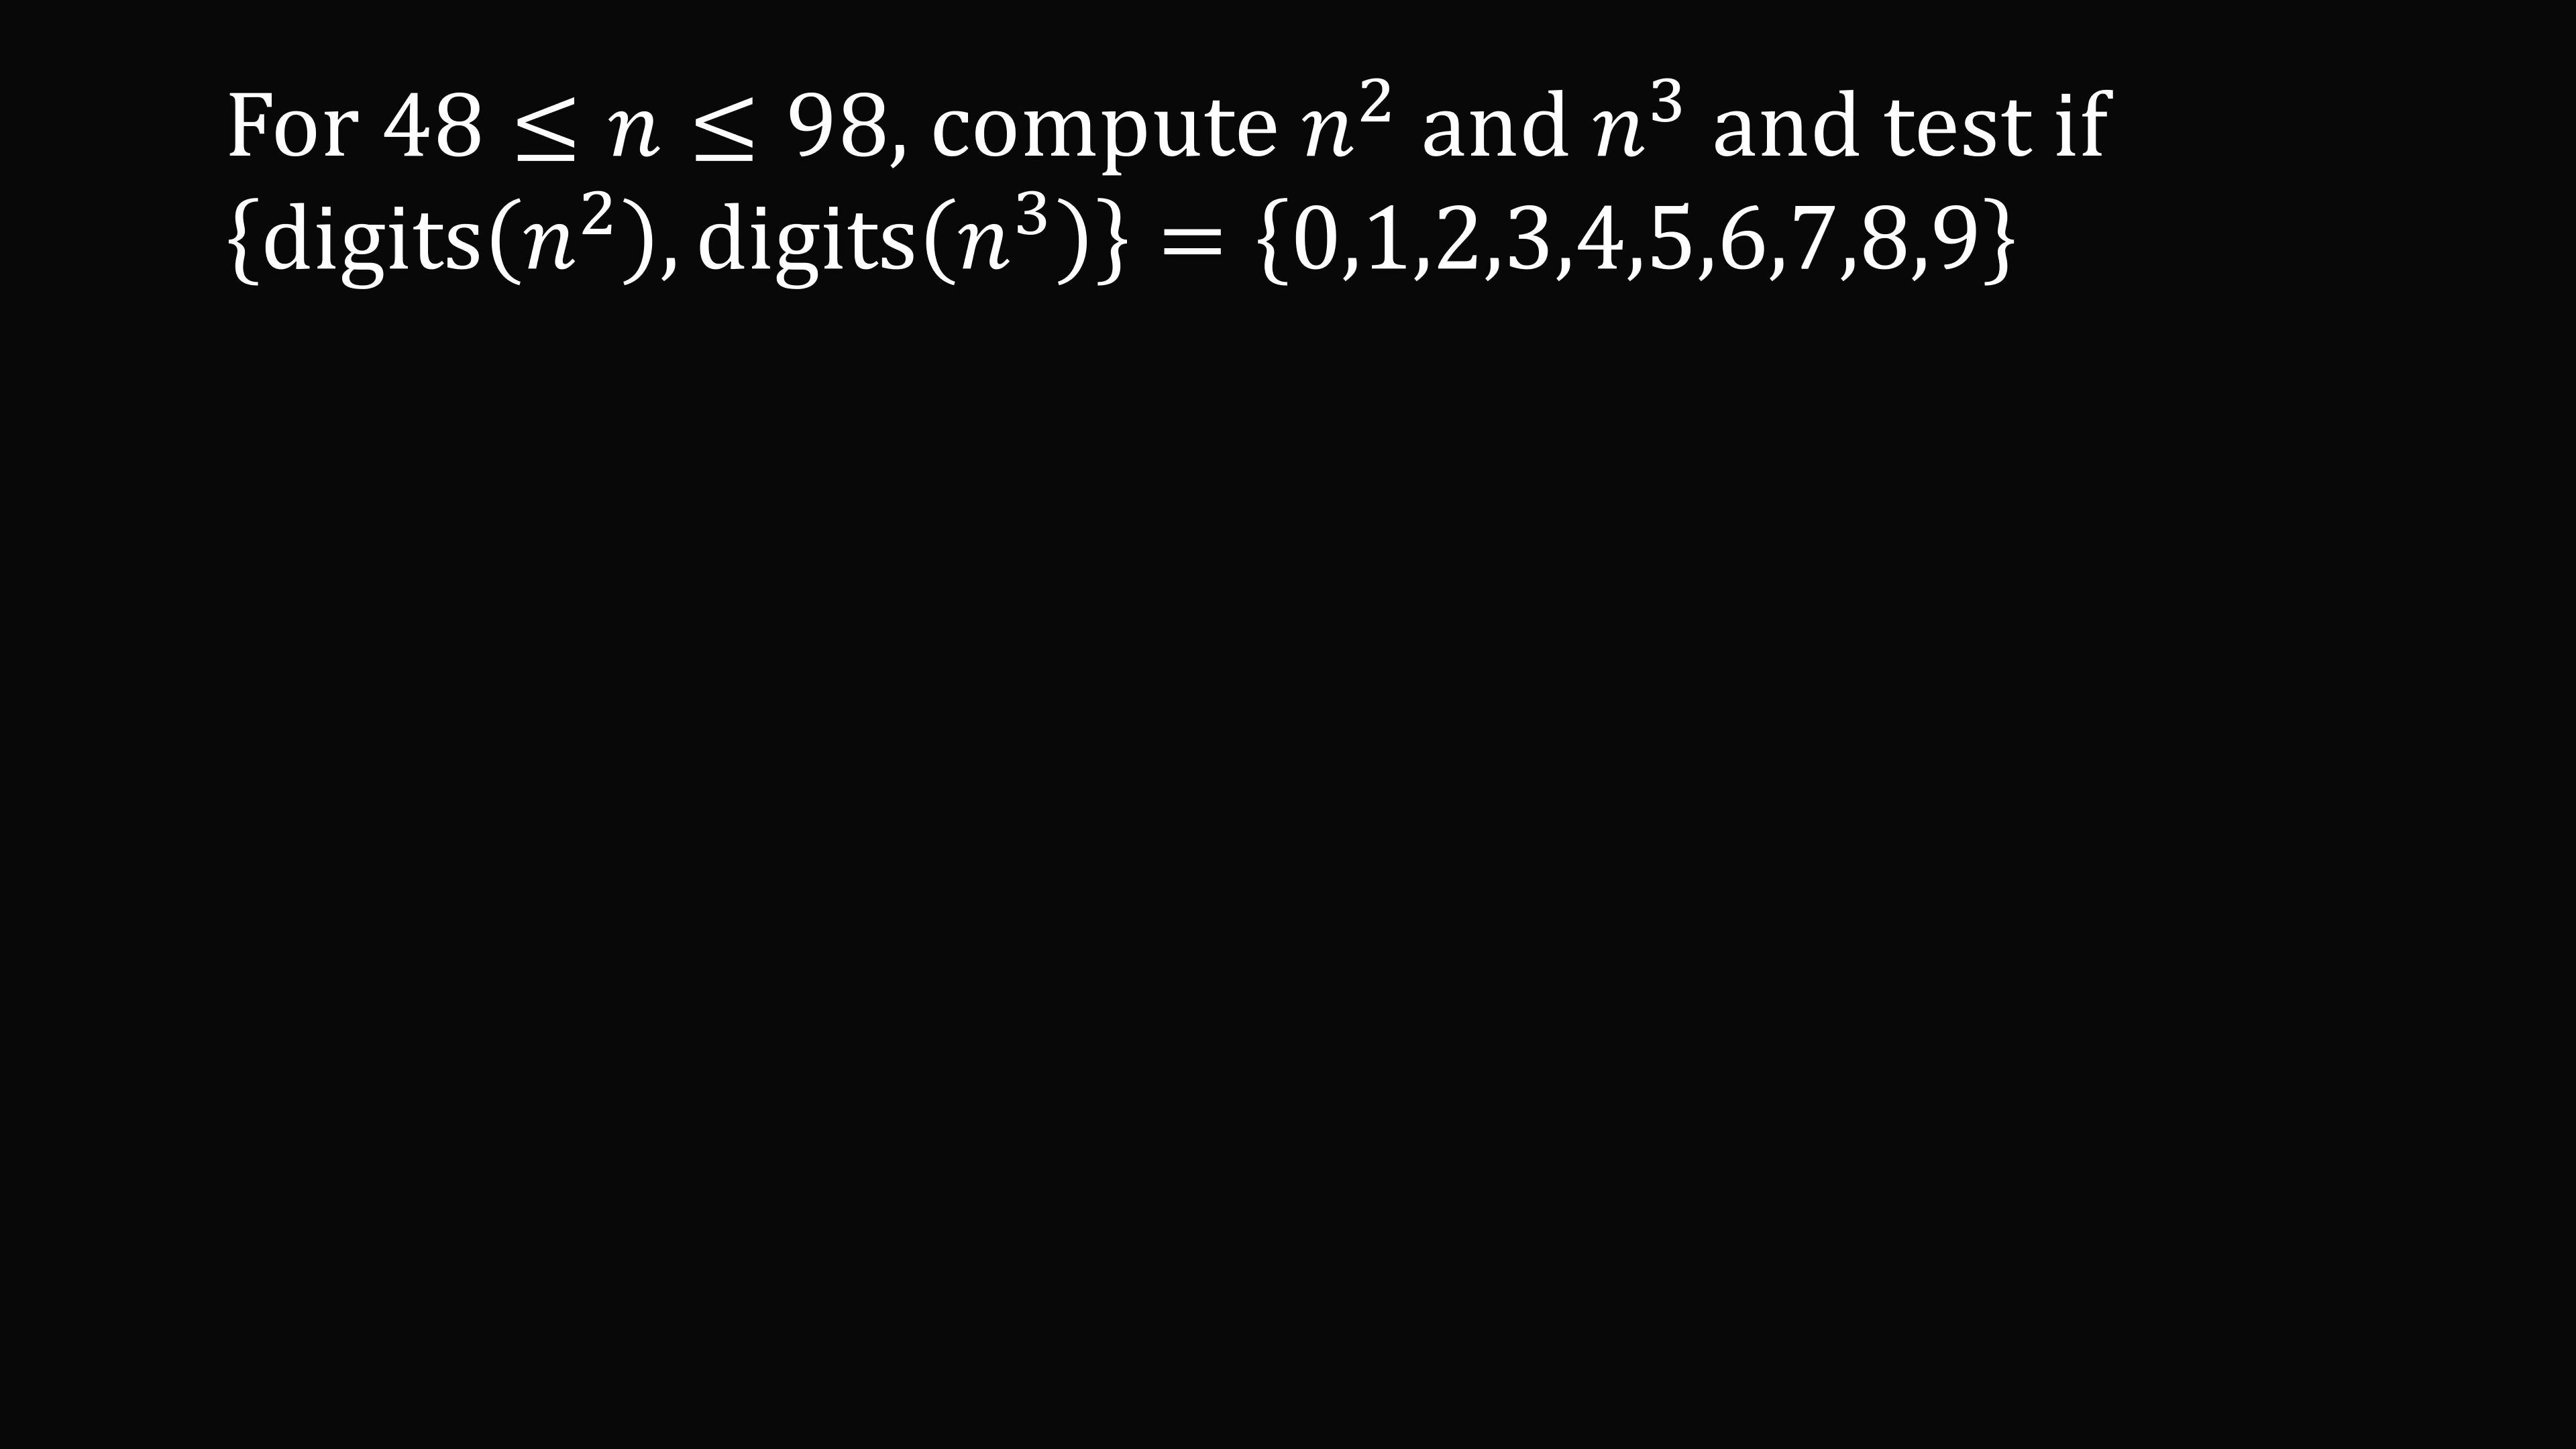 For 48 ≤ 𝑛 ≤ 98, compute 𝑛² and 𝑛³ and test if
{digits(𝑛²), digits(𝑛³)} = {0,1,2,3,4,5,6,7,8,9}